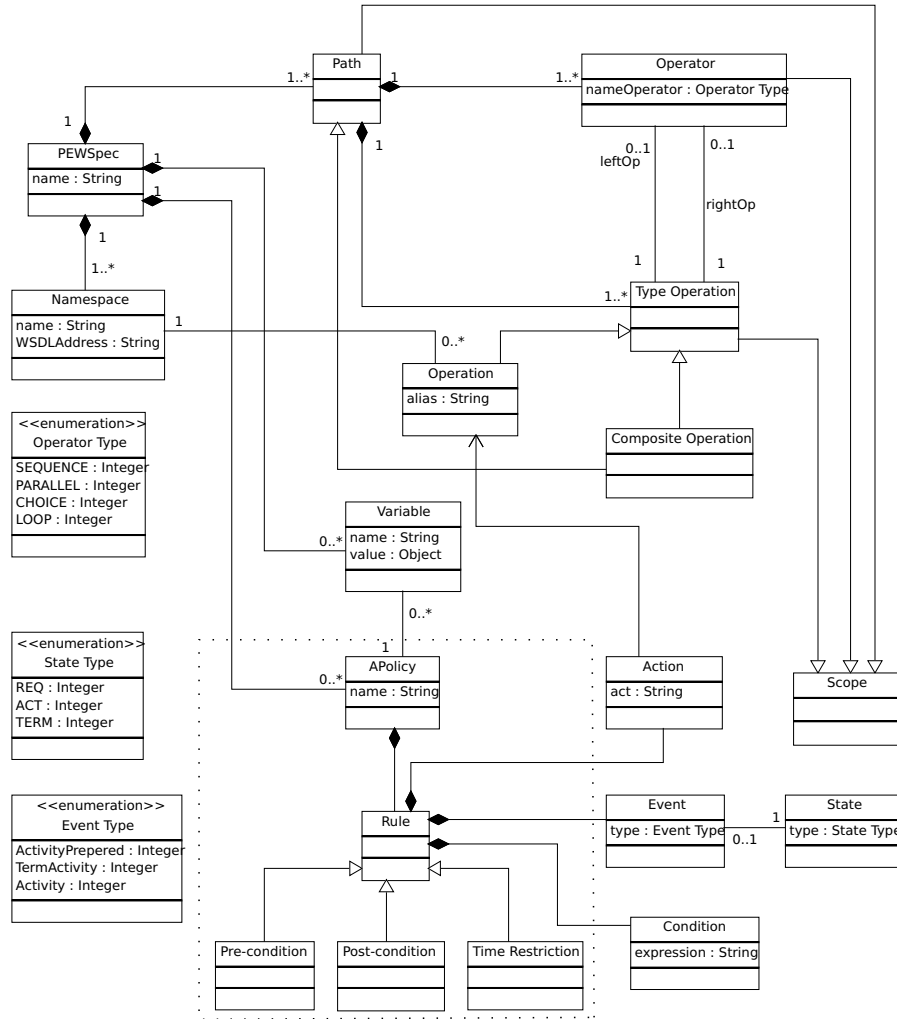 Path
1..*
1
1..*
Operator
nameOperator : Operator Type
1
1
0..1
leftOp
0..1
PEWSpec
name : String
1
1
rightOp
1
1..*
1
1
1..*
Type Operation
Namespace
name : String
WSDLAddress : String
1
0..*
Operation
alias : String
<<enumeration>>
Operator Type
SEQUENCE : Integer
PARALLEL : Integer
CHOICE : Integer
LOOP : Integer
Composite Operation
Variable
name : String
value : Object
0..*
0..*
1
<<enumeration>>
State Type
REQ : Integer
ACT : Integer
TERM : Integer
0..*
APolicy
name : String
Action
act : String
Scope
<<enumeration>>
Event Type
ActivityPrepered : Integer
TermActivity : Integer
Activity : Integer
Rule
Event
type : Event Type
1
0..1
State
type : State Type
Pre-condition
Post-condition
Time Restriction
Condition
expression : String